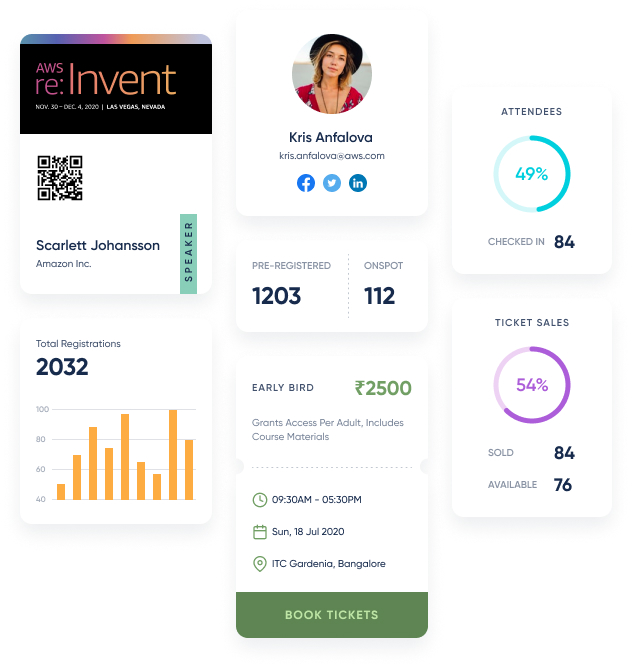 AWS
re:Invent
NOV. 30 – DEC. 4, 2020 | LAS VEGAS, NEVADA
Scarlett Johansson
Amazon Inc.
SPEAKER
Total Registrations
2032
100
80
60
40
Kris Anfalova
kris.anfalova@aws.com
PRE-REGISTERED
1203
ONSPOT
112
EARLY BIRD
₹2500
Grants Access Per Adult, Includes
Course Materials
09:30AM - 05:30PM
Sun, 18 Jul 2020
ITC Gardenia, Bangalore
BOOK TICKETS
ATTENDEES
49%
CHECKED IN 84
TICKET SALES
54%
SOLD 84
AVAILABLE 76